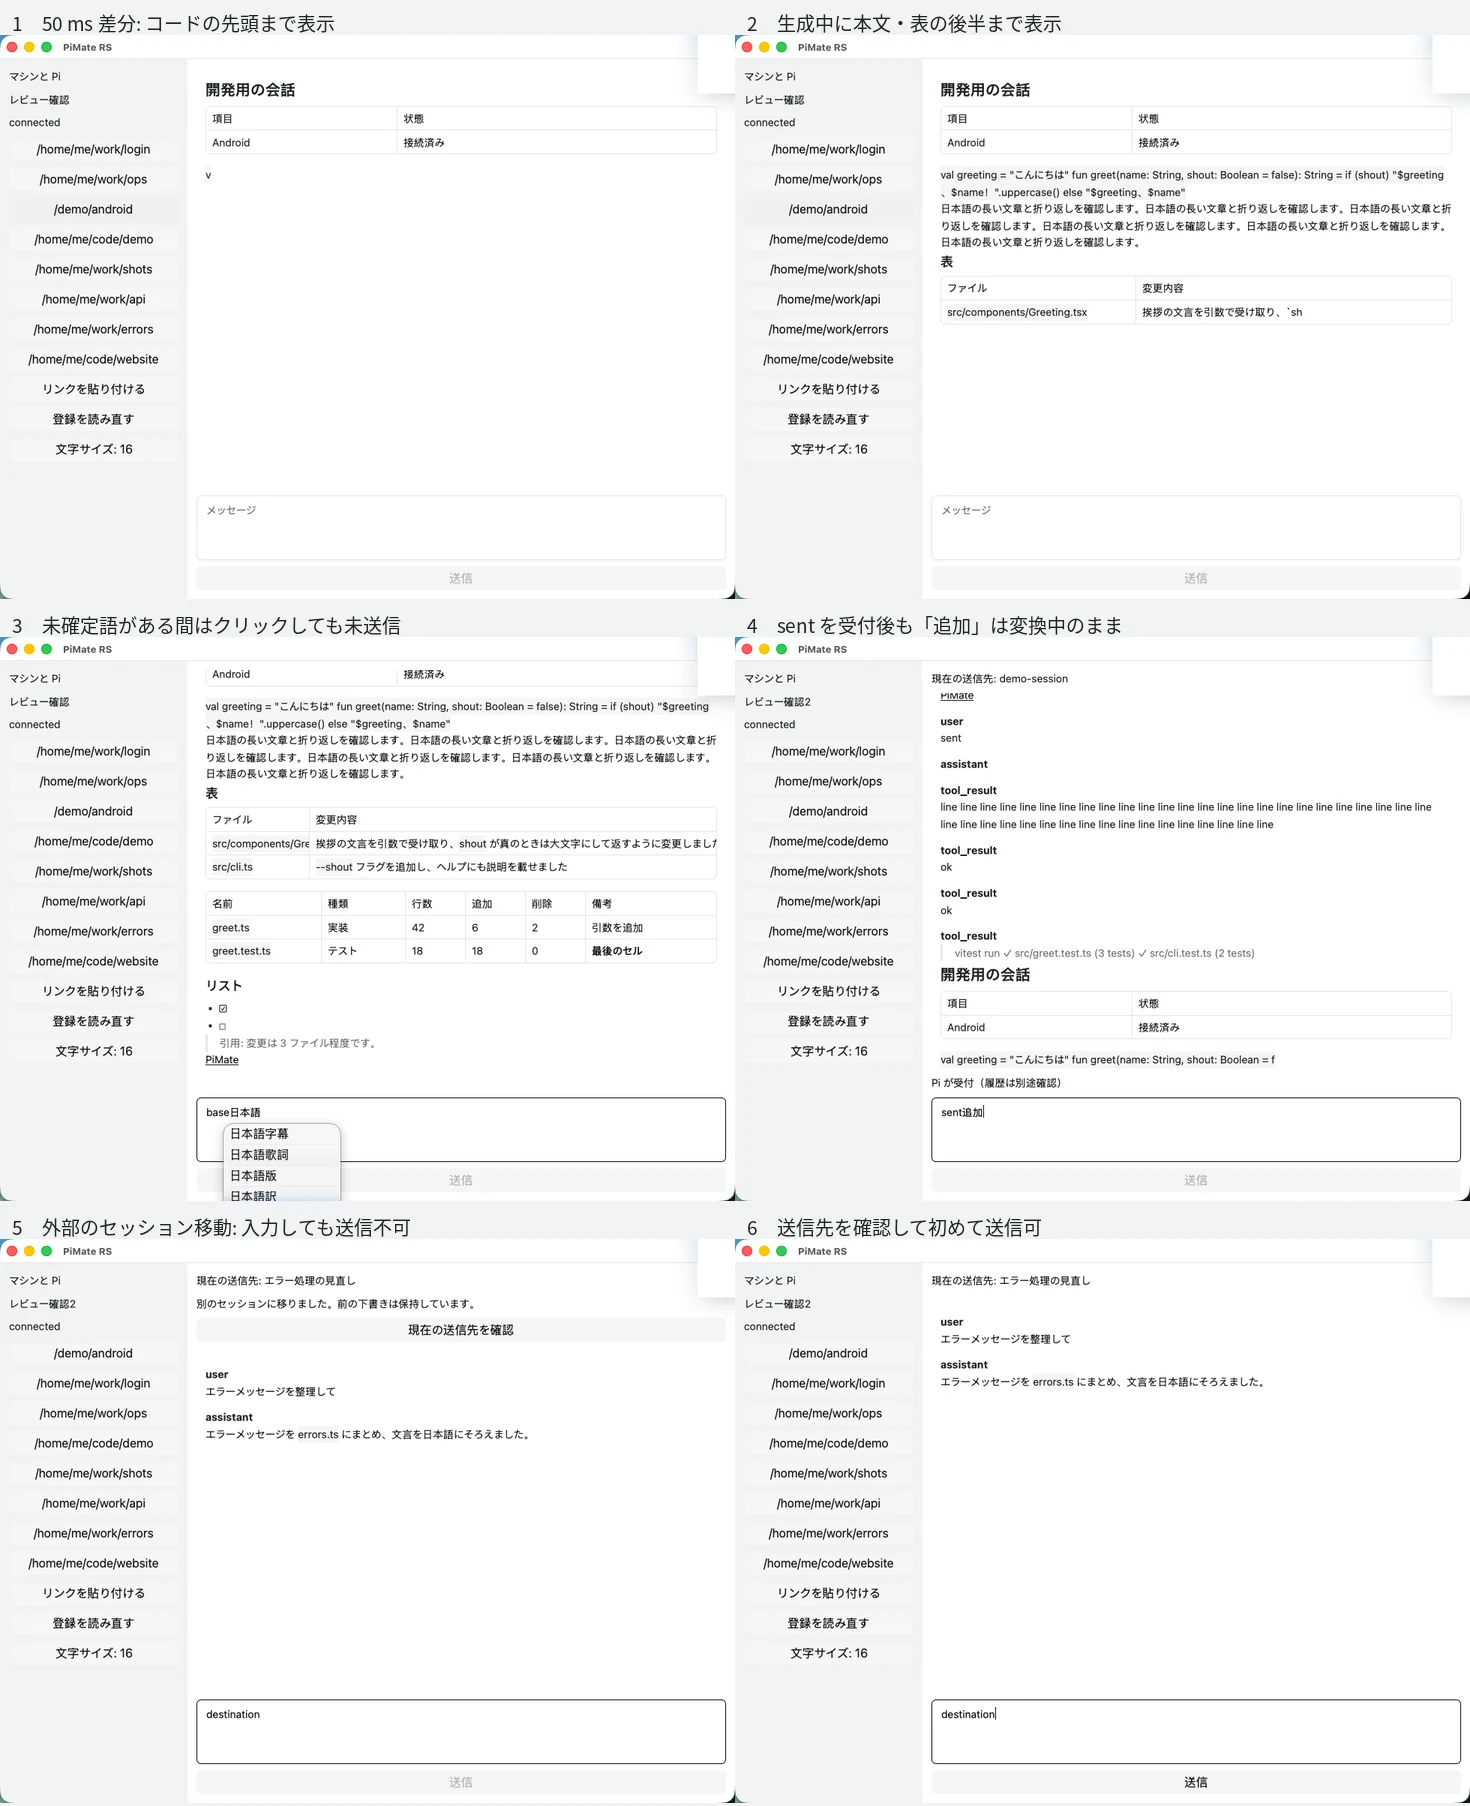 1 50 ms 差分: コードの先頭まで表示
PiMate RS
マシンと Pi
レビュー確認
connected
/home/me/work/login
/home/me/work/ops
/demo/android
/home/me/code/demo
/home/me/work/shots
/home/me/work/api
/home/me/work/errors
/home/me/code/website
リンクを貼り付ける
登録を読み直す
文字サイズ: 16
開発用の会話
項目 状態
Android 接続済み
v
メッセージ
送信
2 生成中に本文・表の後半まで表示
PiMate RS
マシンと Pi
レビュー確認
connected
/home/me/work/login
/home/me/work/ops
/demo/android
/home/me/code/demo
/home/me/work/shots
/home/me/work/api
/home/me/work/errors
/home/me/code/website
リンクを貼り付ける
登録を読み直す
文字サイズ: 16
開発用の会話
項目 状態
Android 接続済み
val greeting = "こんにちは" fun greet(name: String, shout: Boolean = false): String = if (shout) "$greeting
、$name! ".uppercase() else "$greeting、$name"
日本語の長い文章と折り返しを確認します。日本語の長い文章と折り返しを確認します。日本語の長い文章と折
り返しを確認します。日本語の長い文章と折り返しを確認します。日本語の長い文章と折り返しを確認します。
日本語の長い文章と折り返しを確認します。
表
ファイル 変更内容
src/components/Greeting.tsx 挨拶の文言を引数で受け取り、`sh
メッセージ
送信
3 未確定語がある間はクリックしても未送信
PiMate RS
マシンと Pi
レビュー確認
connected
/home/me/work/login
/home/me/work/ops
/demo/android
/home/me/code/demo
/home/me/work/shots
/home/me/work/api
/home/me/work/errors
/home/me/code/website
リンクを貼り付ける
登録を読み直す
文字サイズ: 16
Android 接続済み
val greeting = "こんにちは" fun greet(name: String, shout: Boolean = false): String = if (shout) "$greeting
、$name! ".uppercase() else "$greeting、$name"
日本語の長い文章と折り返しを確認します。日本語の長い文章と折り返しを確認します。日本語の長い文章と折
り返しを確認します。日本語の長い文章と折り返しを確認します。日本語の長い文章と折り返しを確認します。
日本語の長い文章と折り返しを確認します。
表
ファイル 変更内容
src/components/Gre 挨拶の文言を引数で受け取り、shout が真のときは大文字にして返すように変更しました
src/cli.ts --shout フラグを追加し、ヘルプにも説明を載せました
名前 種類 行数 追加 削除 備考
greet.ts 実装 42 6 2 引数を追加
greet.test.ts テスト 18 18 0 最後のセル
リスト
引用: 変更は 3 ファイル程度です。
PiMate
base日本語
日本語字幕
日本語歌詞
日本語版
日本語訳
送信
4 sent を受付後も「追加」は変換中のまま
PiMate RS
マシンと Pi
レビュー確認2
connected
/home/me/work/login
/home/me/work/ops
/demo/android
/home/me/code/demo
/home/me/work/shots
/home/me/work/api
/home/me/work/errors
/home/me/code/website
リンクを貼り付ける
登録を読み直す
文字サイズ: 16
現在の送信先: demo-session
PiMate
user
sent
assistant
tool_result
line line line line line line line line line line line line line line line line line line line line line line line line line
line line line line line line line line line line line line line line line line line
tool_result
ok
tool_result
ok
tool_result
vitest run ✓ src/greet.test.ts (3 tests) ✓ src/cli.test.ts (2 tests)
開発用の会話
項目 状態
Android 接続済み
val greeting = "こんにちは" fun greet(name: String, shout: Boolean = f
Pi が受付（履歴は別途確認）
sent追加
送信
5 外部のセッション移動: 入力しても送信不可
PiMate RS
マシンと Pi
レビュー確認2
connected
/demo/android
/home/me/work/login
/home/me/work/ops
/home/me/code/demo
/home/me/work/shots
/home/me/work/api
/home/me/work/errors
/home/me/code/website
リンクを貼り付ける
登録を読み直す
文字サイズ: 16
現在の送信先: エラー処理の見直し
別のセッションに移りました。前の下書きは保持しています。
現在の送信先を確認
user
エラーメッセージを整理して
assistant
エラーメッセージを errors.ts にまとめ、文言を日本語にそろえました。
destination
送信
6 送信先を確認して初めて送信可
PiMate RS
マシンと Pi
レビュー確認2
connected
/demo/android
/home/me/work/login
/home/me/work/ops
/home/me/code/demo
/home/me/work/shots
/home/me/work/api
/home/me/work/errors
/home/me/code/website
リンクを貼り付ける
登録を読み直す
文字サイズ: 16
現在の送信先: エラー処理の見直し
user
エラーメッセージを整理して
assistant
エラーメッセージを errors.ts にまとめ、文言を日本語にそろえました。
destination
送信